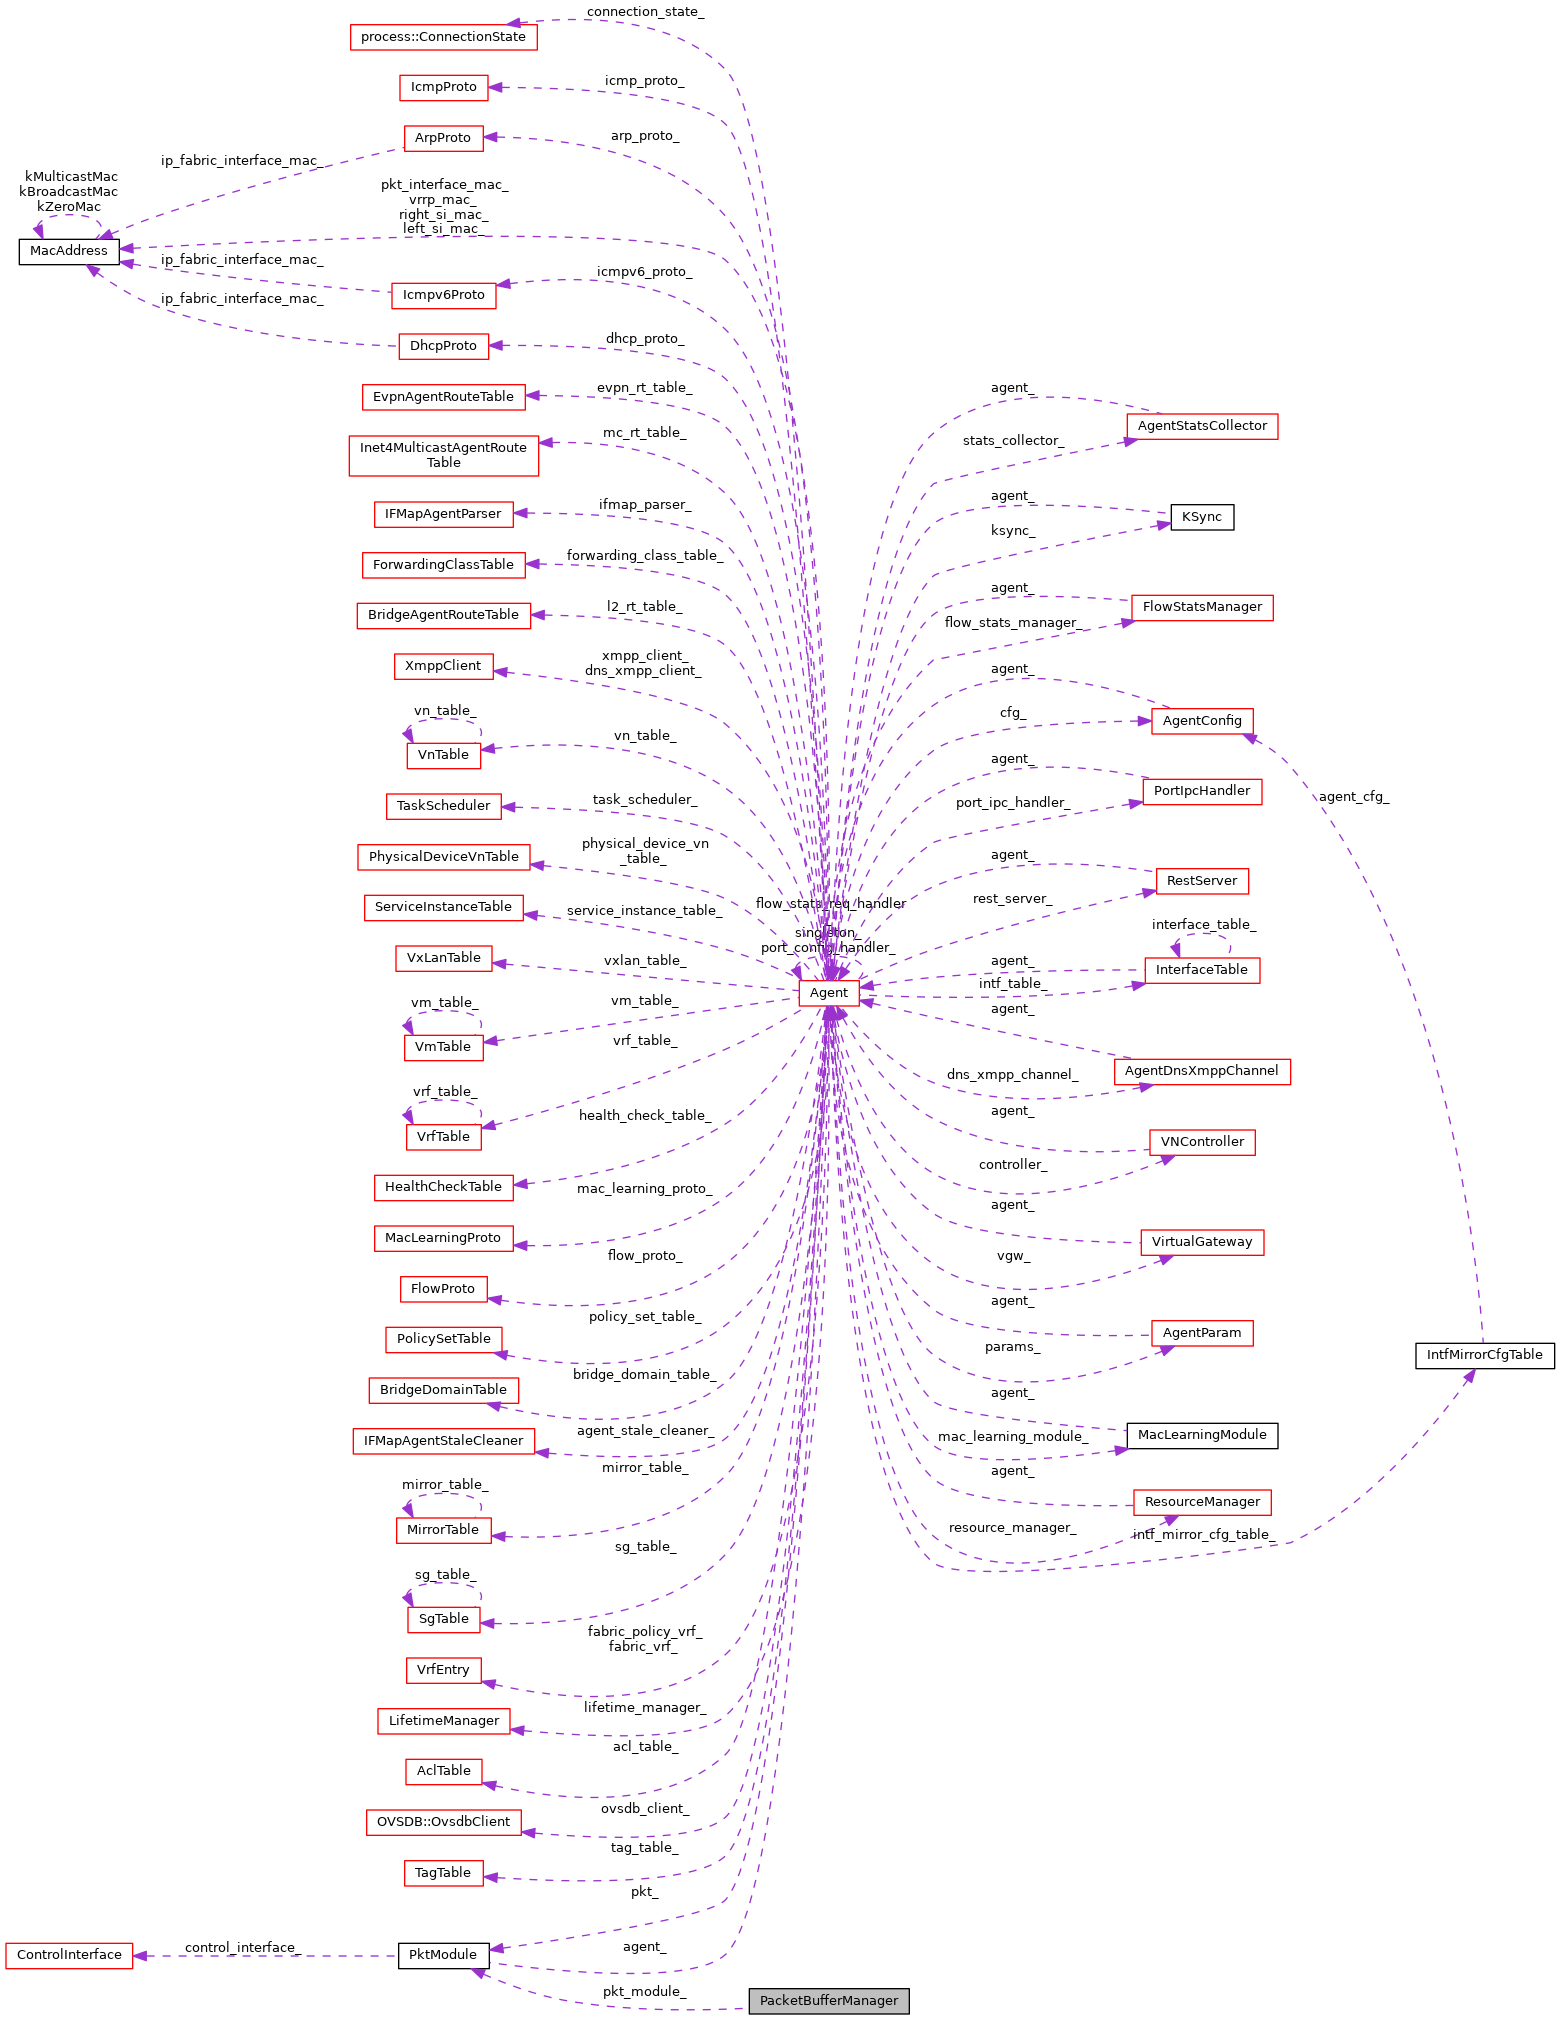 connection_state_
process::ConnectionState
icmp_proto_
IcmpProto
arp_proto_
ArpProto
ip_fabric_interface_mac_
kMulticastMac
kBroadcastMac
kZeroMac
pkt_interface_mac_
vrrp_mac_
right_si_mac_
left_si_mac_
MacAddress
ip_fabric_interface_mac_
icmpv6_proto_
Icmpv6Proto
ip_fabric_interface_mac_
dhcp_proto_
DhcpProto
evpn_rt_table_
EvpnAgentRouteTable
agent_
AgentStatsCollector
mc_rt_table_
stats_collector_
Inet4MulticastAgentRoute
Table
agent_
ifmap_parser_
IFMapAgentParser
KSync
ksync_
forwarding_class_table_
ForwardingClassTable
agent_
l2_rt_table_
BridgeAgentRouteTable
FlowStatsManager
flow_stats_manager_
xmpp_client_
dns_xmpp_client_
XmppClient
agent_
vn_table_
cfg_
AgentConfig
vn_table_
VnTable
agent_
PortIpcHandler
agent_cfg_
task_scheduler_
TaskScheduler
port_ipc_handler_
physical_device_vn
_table_
PhysicalDeviceVnTable
agent_
RestServer
rest_server_
service_instance_table_
ServiceInstanceTable
flow_stats_req_handler
_
singleton_
port_config_handler_
interface_table_
vxlan_table_
VxLanTable
agent_
InterfaceTable
intf_table_
Agent
vm_table_
vm_table_
agent_
VmTable
vrf_table_
AgentDnsXmppChannel
dns_xmpp_channel_
vrf_table_
VrfTable
health_check_table_
agent_
VNController
controller_
HealthCheckTable
mac_learning_proto_
agent_
MacLearningProto
VirtualGateway
flow_proto_
vgw_
FlowProto
agent_
policy_set_table_
PolicySetTable
AgentParam
params_
IntfMirrorCfgTable
bridge_domain_table_
BridgeDomainTable
agent_
agent_stale_cleaner_
IFMapAgentStaleCleaner
mac_learning_module_
MacLearningModule
mirror_table_
agent_
mirror_table_
MirrorTable
ResourceManager
resource_manager_
intf_mirror_cfg_table_
sg_table_
sg_table_
SgTable
fabric_policy_vrf_
fabric_vrf_
VrfEntry
lifetime_manager_
LifetimeManager
acl_table_
AclTable
ovsdb_client_
OVSDB::OvsdbClient
tag_table_
TagTable
pkt_
control_interface_
ControlInterface
PktModule
agent_
pkt_module_
PacketBufferManager